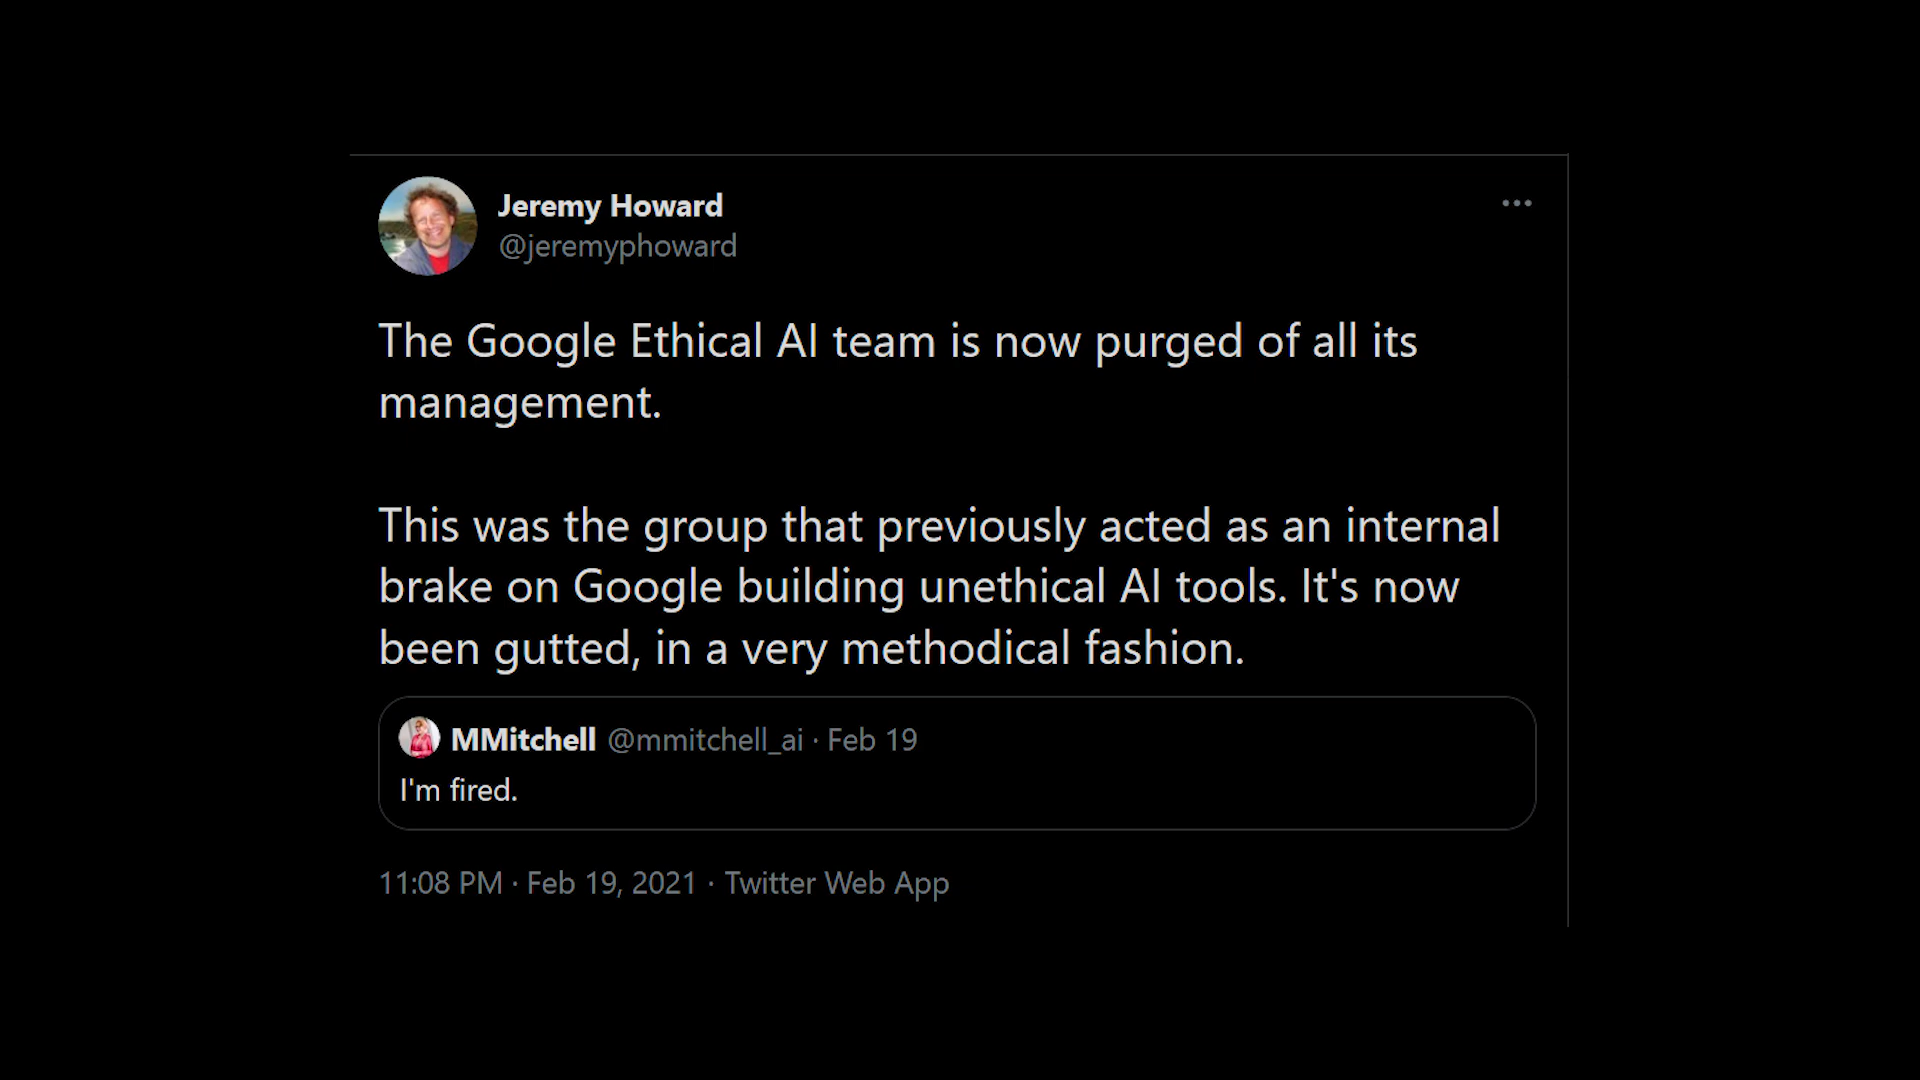 Jeremy Howard
@jeremyphoward
The Google Ethical AI team is now purged of all its
management.
This was the group that previously acted as an internal
brake on Google building unethical AI tools. It's now
been gutted, in a very methodical fashion.
MMitchell @mmitchell_ai · Feb 19
I'm fired.
11:08 PM · Feb 19, 2021 · Twitter Web App